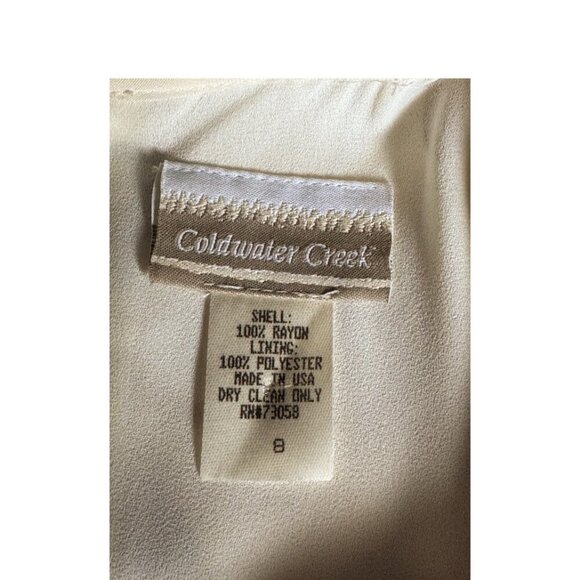 Coldwater Creek
SHELL:
100% RAYON
LINING:
100% POLYESTER
MADE IN USA
DRY CLEAN ONLY
RN#73058
8